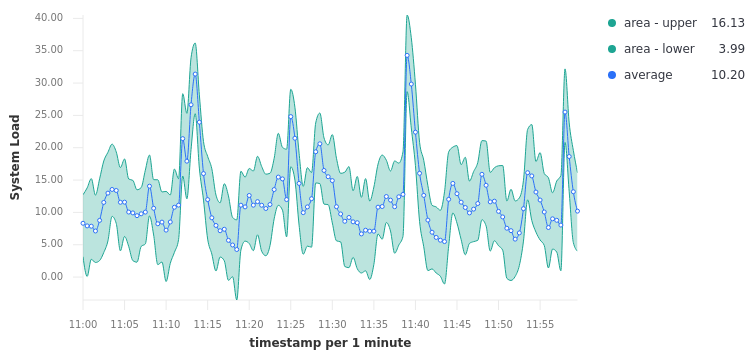 40.00
35.00
30.00
25.00
20.00
15.00
10.00
5.00
0.00
System Load
11:00 11:05 11:10 11:15 11:20 11:25 11:30 11:35 11:40 11:45 11:50 11:55
timestamp per 1 minute
area - upper 16.13
area - lower 3.99
average 10.20